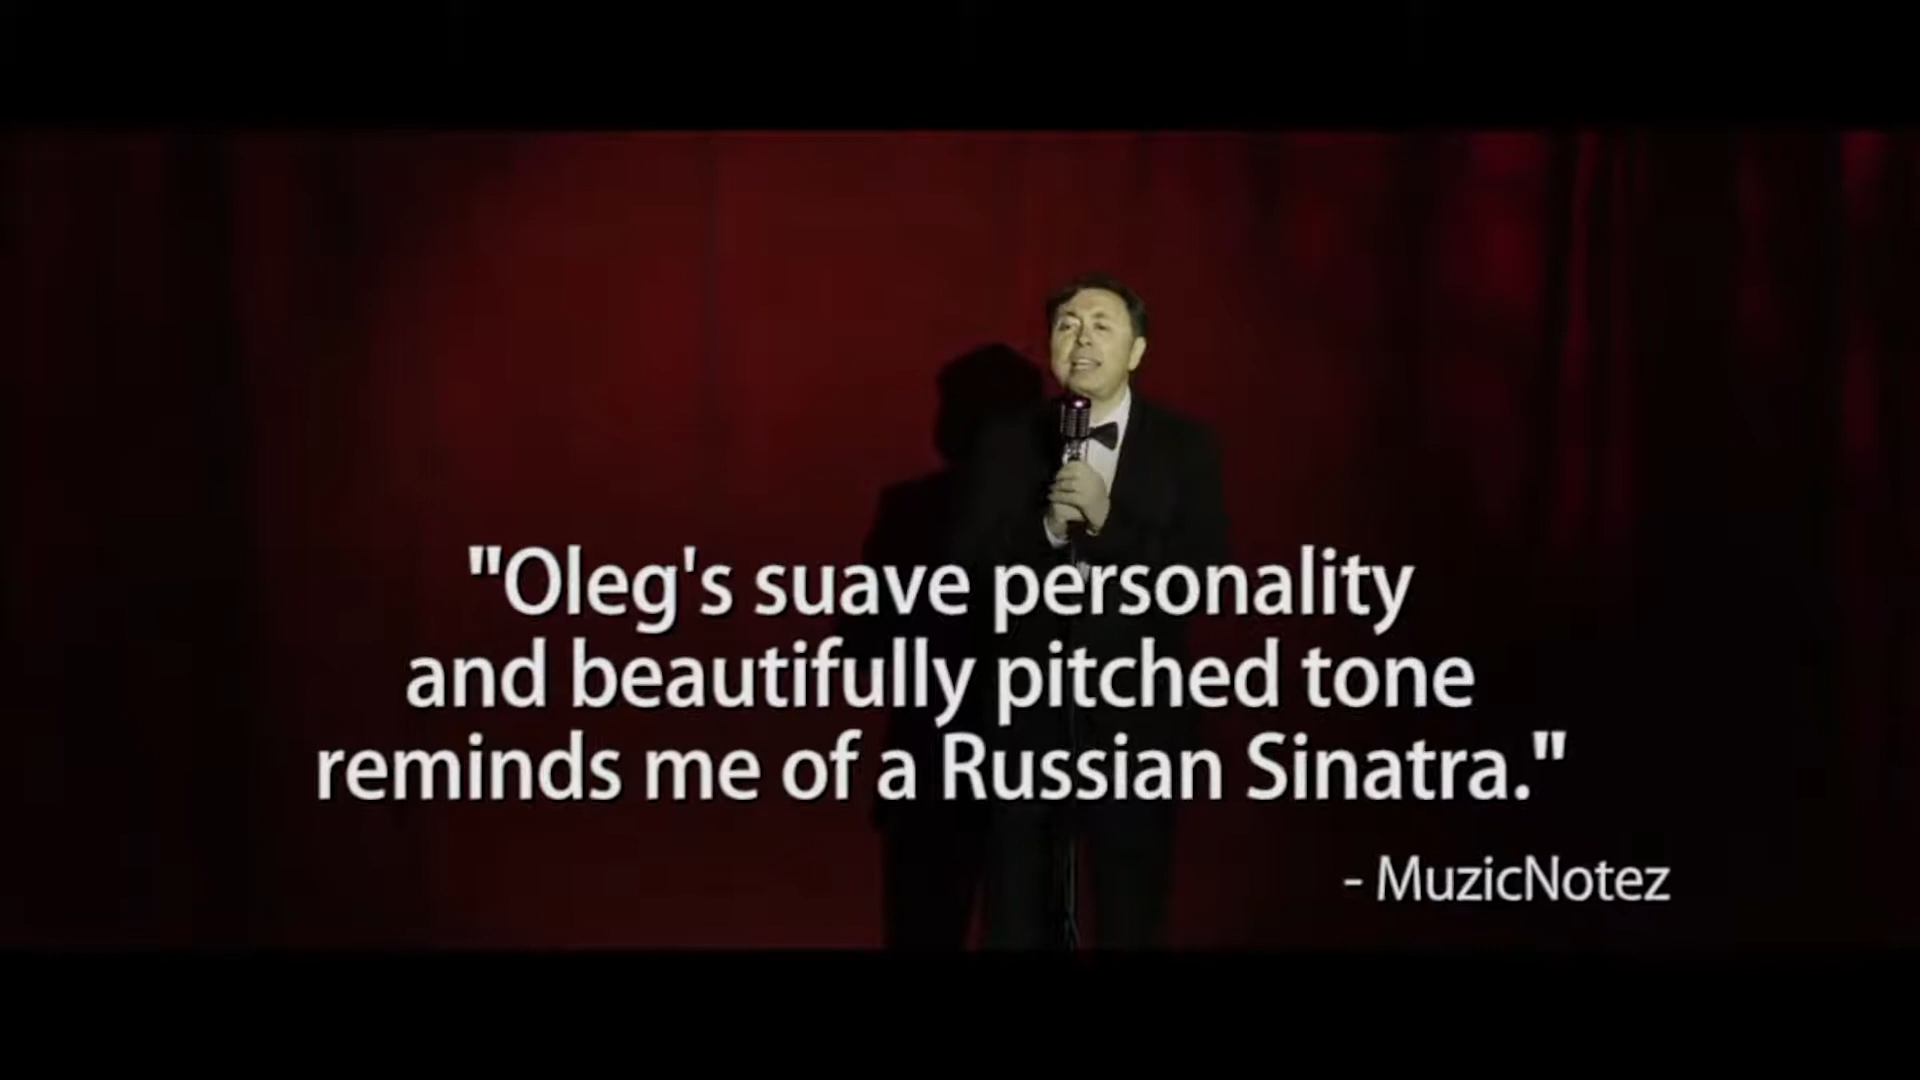 "Oleg's suave personality
and beautifully pitched tone
reminds me of a Russian Sinatra."
- MuzicNotez